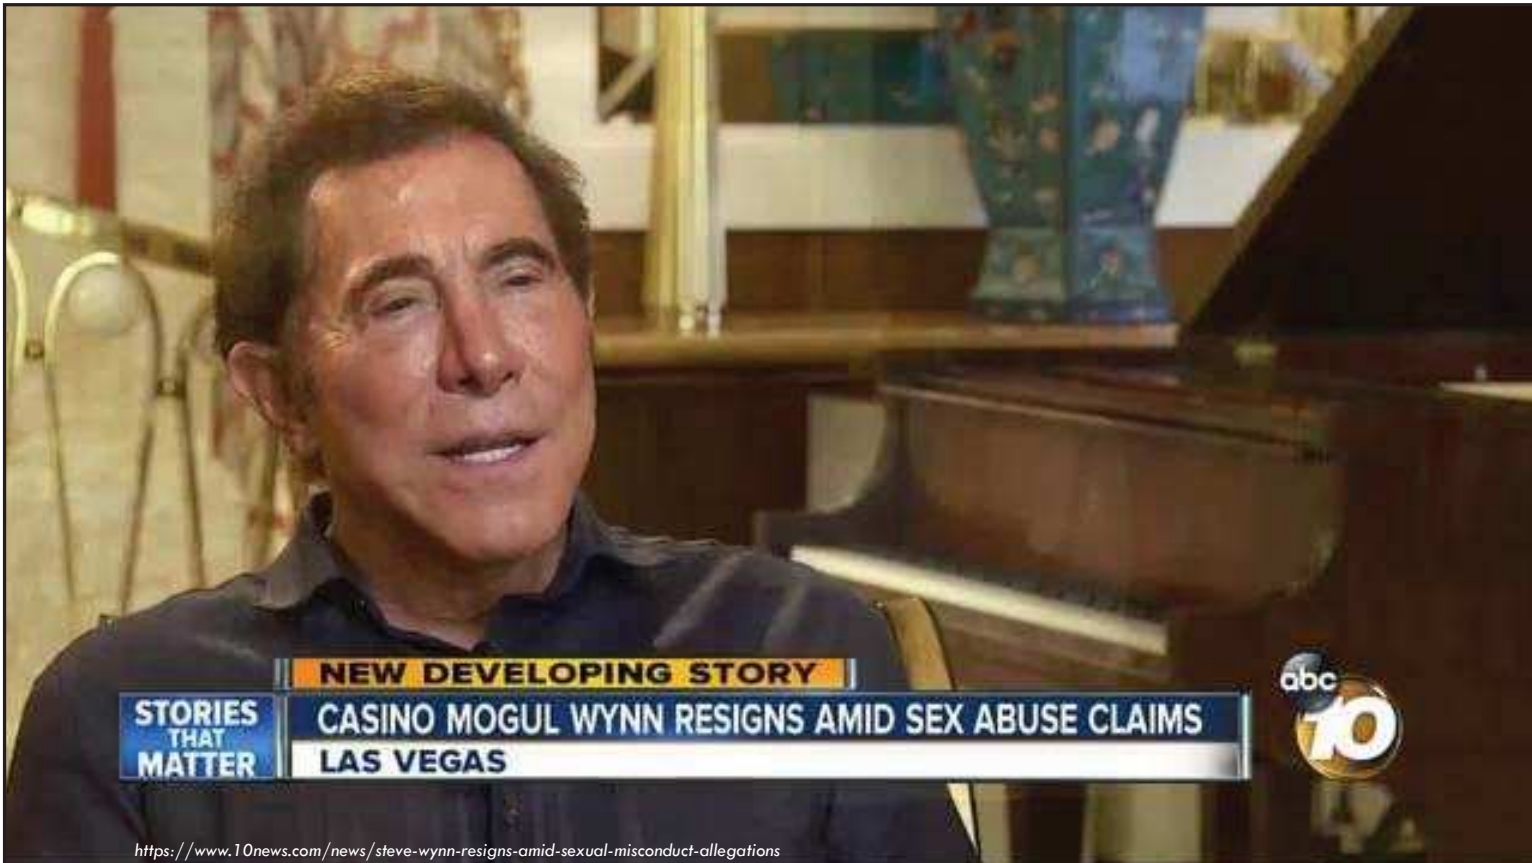 NEW DEVELOPING STORY
STORIES
THAT
MATTER
CASINO MOGUL WYNN RESIGNS AMID SEX ABUSE CLAIMS
LAS VEGAS
abc
10
https://www.10news.com/news/steve-wynn-resigns-amid-sexual-misconduct-allegations